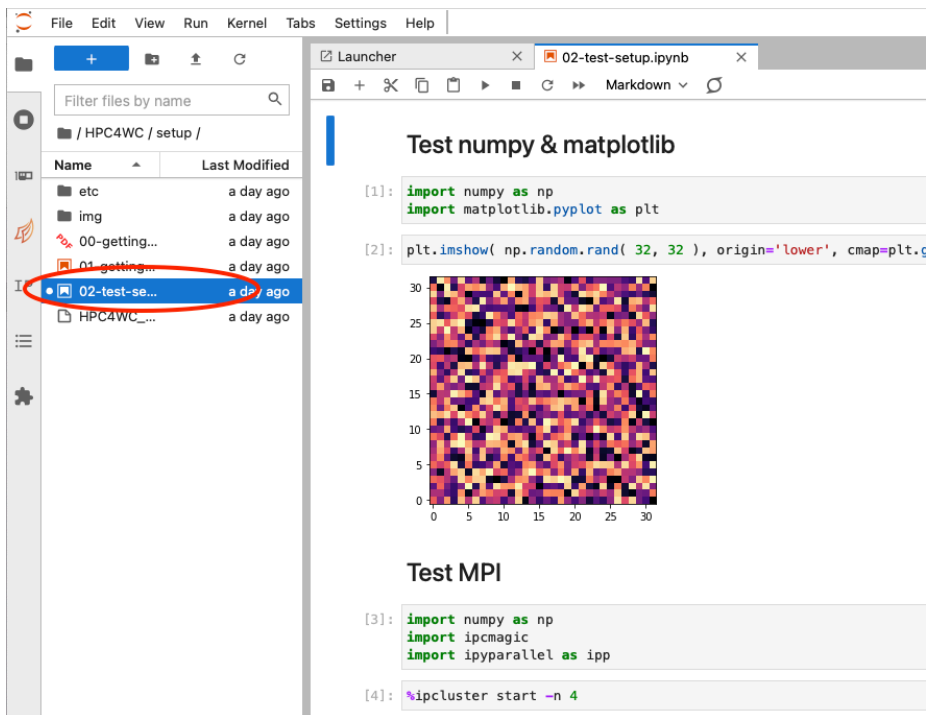 File Edit View Run Kernel Tabs Settings Help
+
Launcher
02-test-setup.ipynb
Filter files by name
Markdown
/ HPC4WC / setup /
Name Last Modified
etc a day ago
img a day ago
PDF 00-getting... a day ago
01-getting... a day ago
02-test-se... a day ago
HPC4WC_... a day ago
Test numpy & matplotlib
[1]: import numpy as np
import matplotlib.pyplot as plt
[2]: plt.imshow( np.random.rand( 32, 32 ), origin='lower', cmap=plt.g
30
25
20
15
10
5
0
0 5 10 15 20 25 30
Test MPI
[3]: import numpy as np
import ipcmagic
import ipyparallel as ipp
[4]: %ipcluster start -n 4